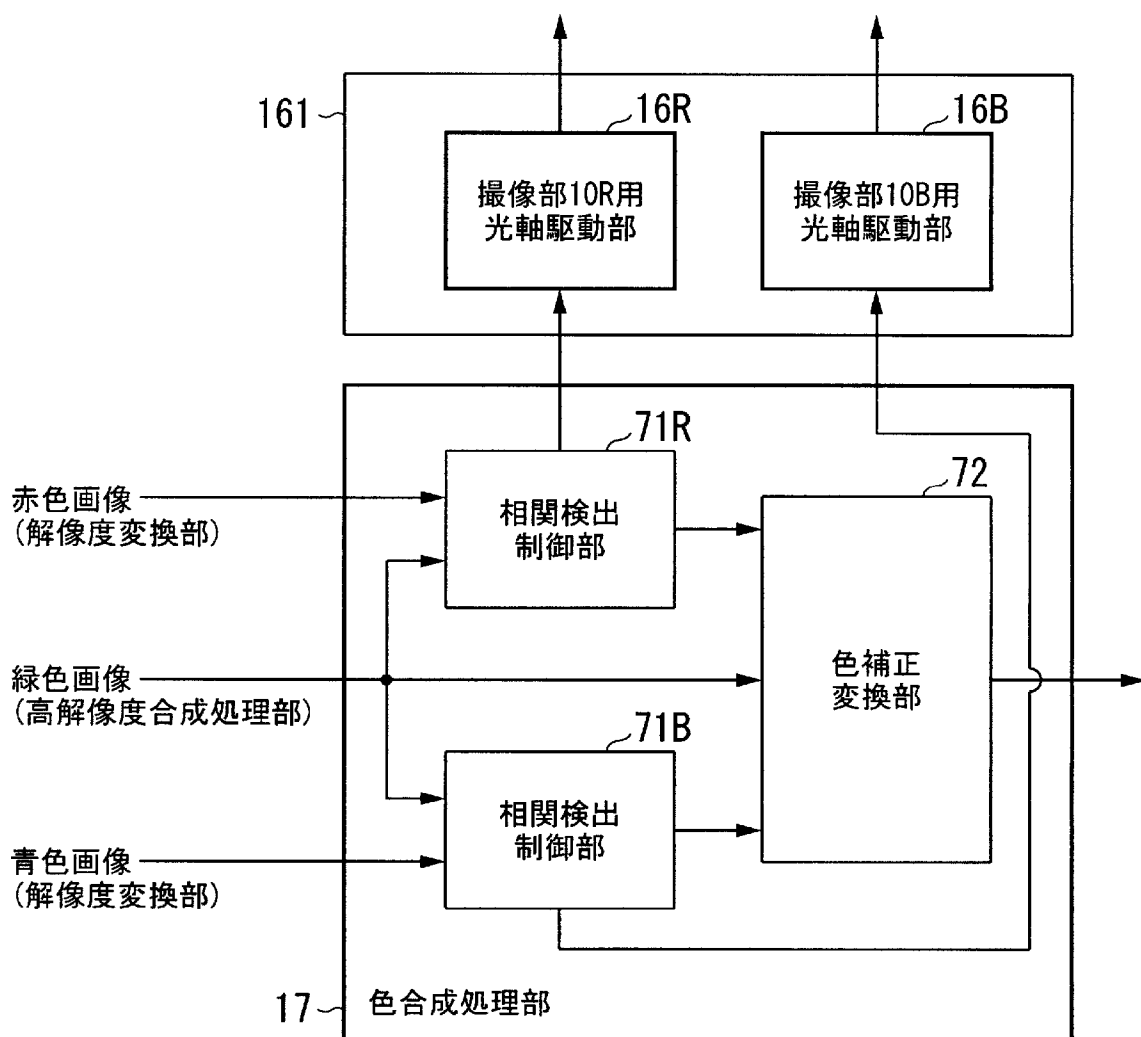 161
16R
16B
撮像部10R用
光軸駆動部
撮像部10B用
光軸駆動部
71R
72
赤色画像
(解像度変換部)
相関検出
制御部
緑色画像
(高解像度合成処理部)
色補正
変換部
71B
相関検出
制御部
青色画像
(解像度変換部)
17
色合成処理部